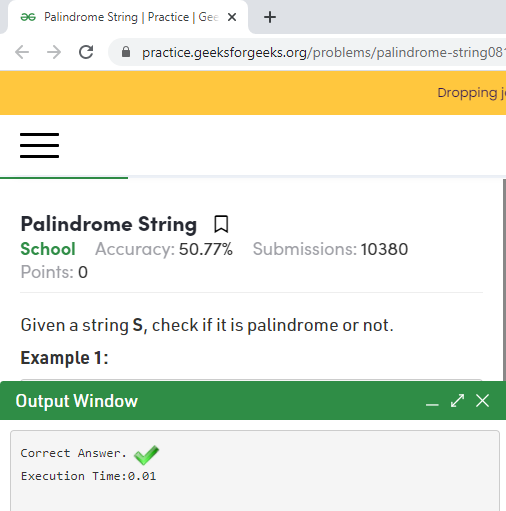 Palindrome String | Practice | Gee
practice.geeksforgeeks.org/problems/palindrome-string081
Dropping j
Palindrome String
School Accuracy: 50.77% Submissions: 10380
Points: 0
Given a string S, check if it is palindrome or not.
Example 1:
Output Window
Correct Answer.
Execution Time:0.01